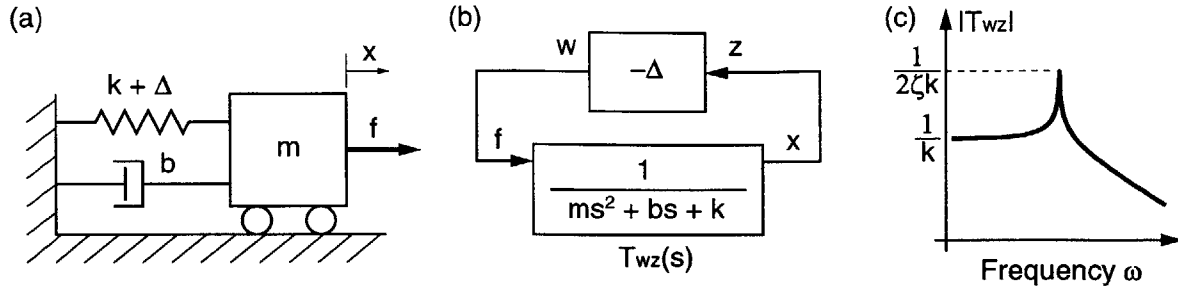 (a)
x
k + Δ
m
f
b
(b)
w
z
−Δ
f
x
1
ms² + bs + k
Twz(s)
(c)
|Twz|
1
2ζk
1
k
Frequency ω